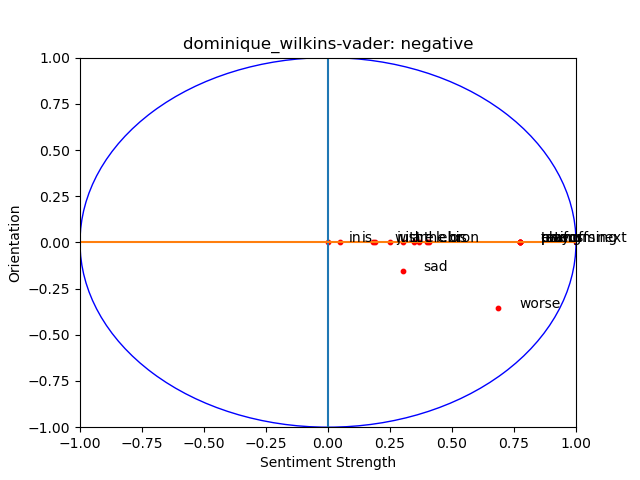 dominique_wilkins-vader: negative
1.00
0.75
0.50
0.25
0.00
−0.25
−0.50
−0.75
−1.00
in is
sad
worse
−1.00 −0.75 −0.50 −0.25 0.00 0.25 0.50 0.75 1.00
Sentiment Strength
Orientation